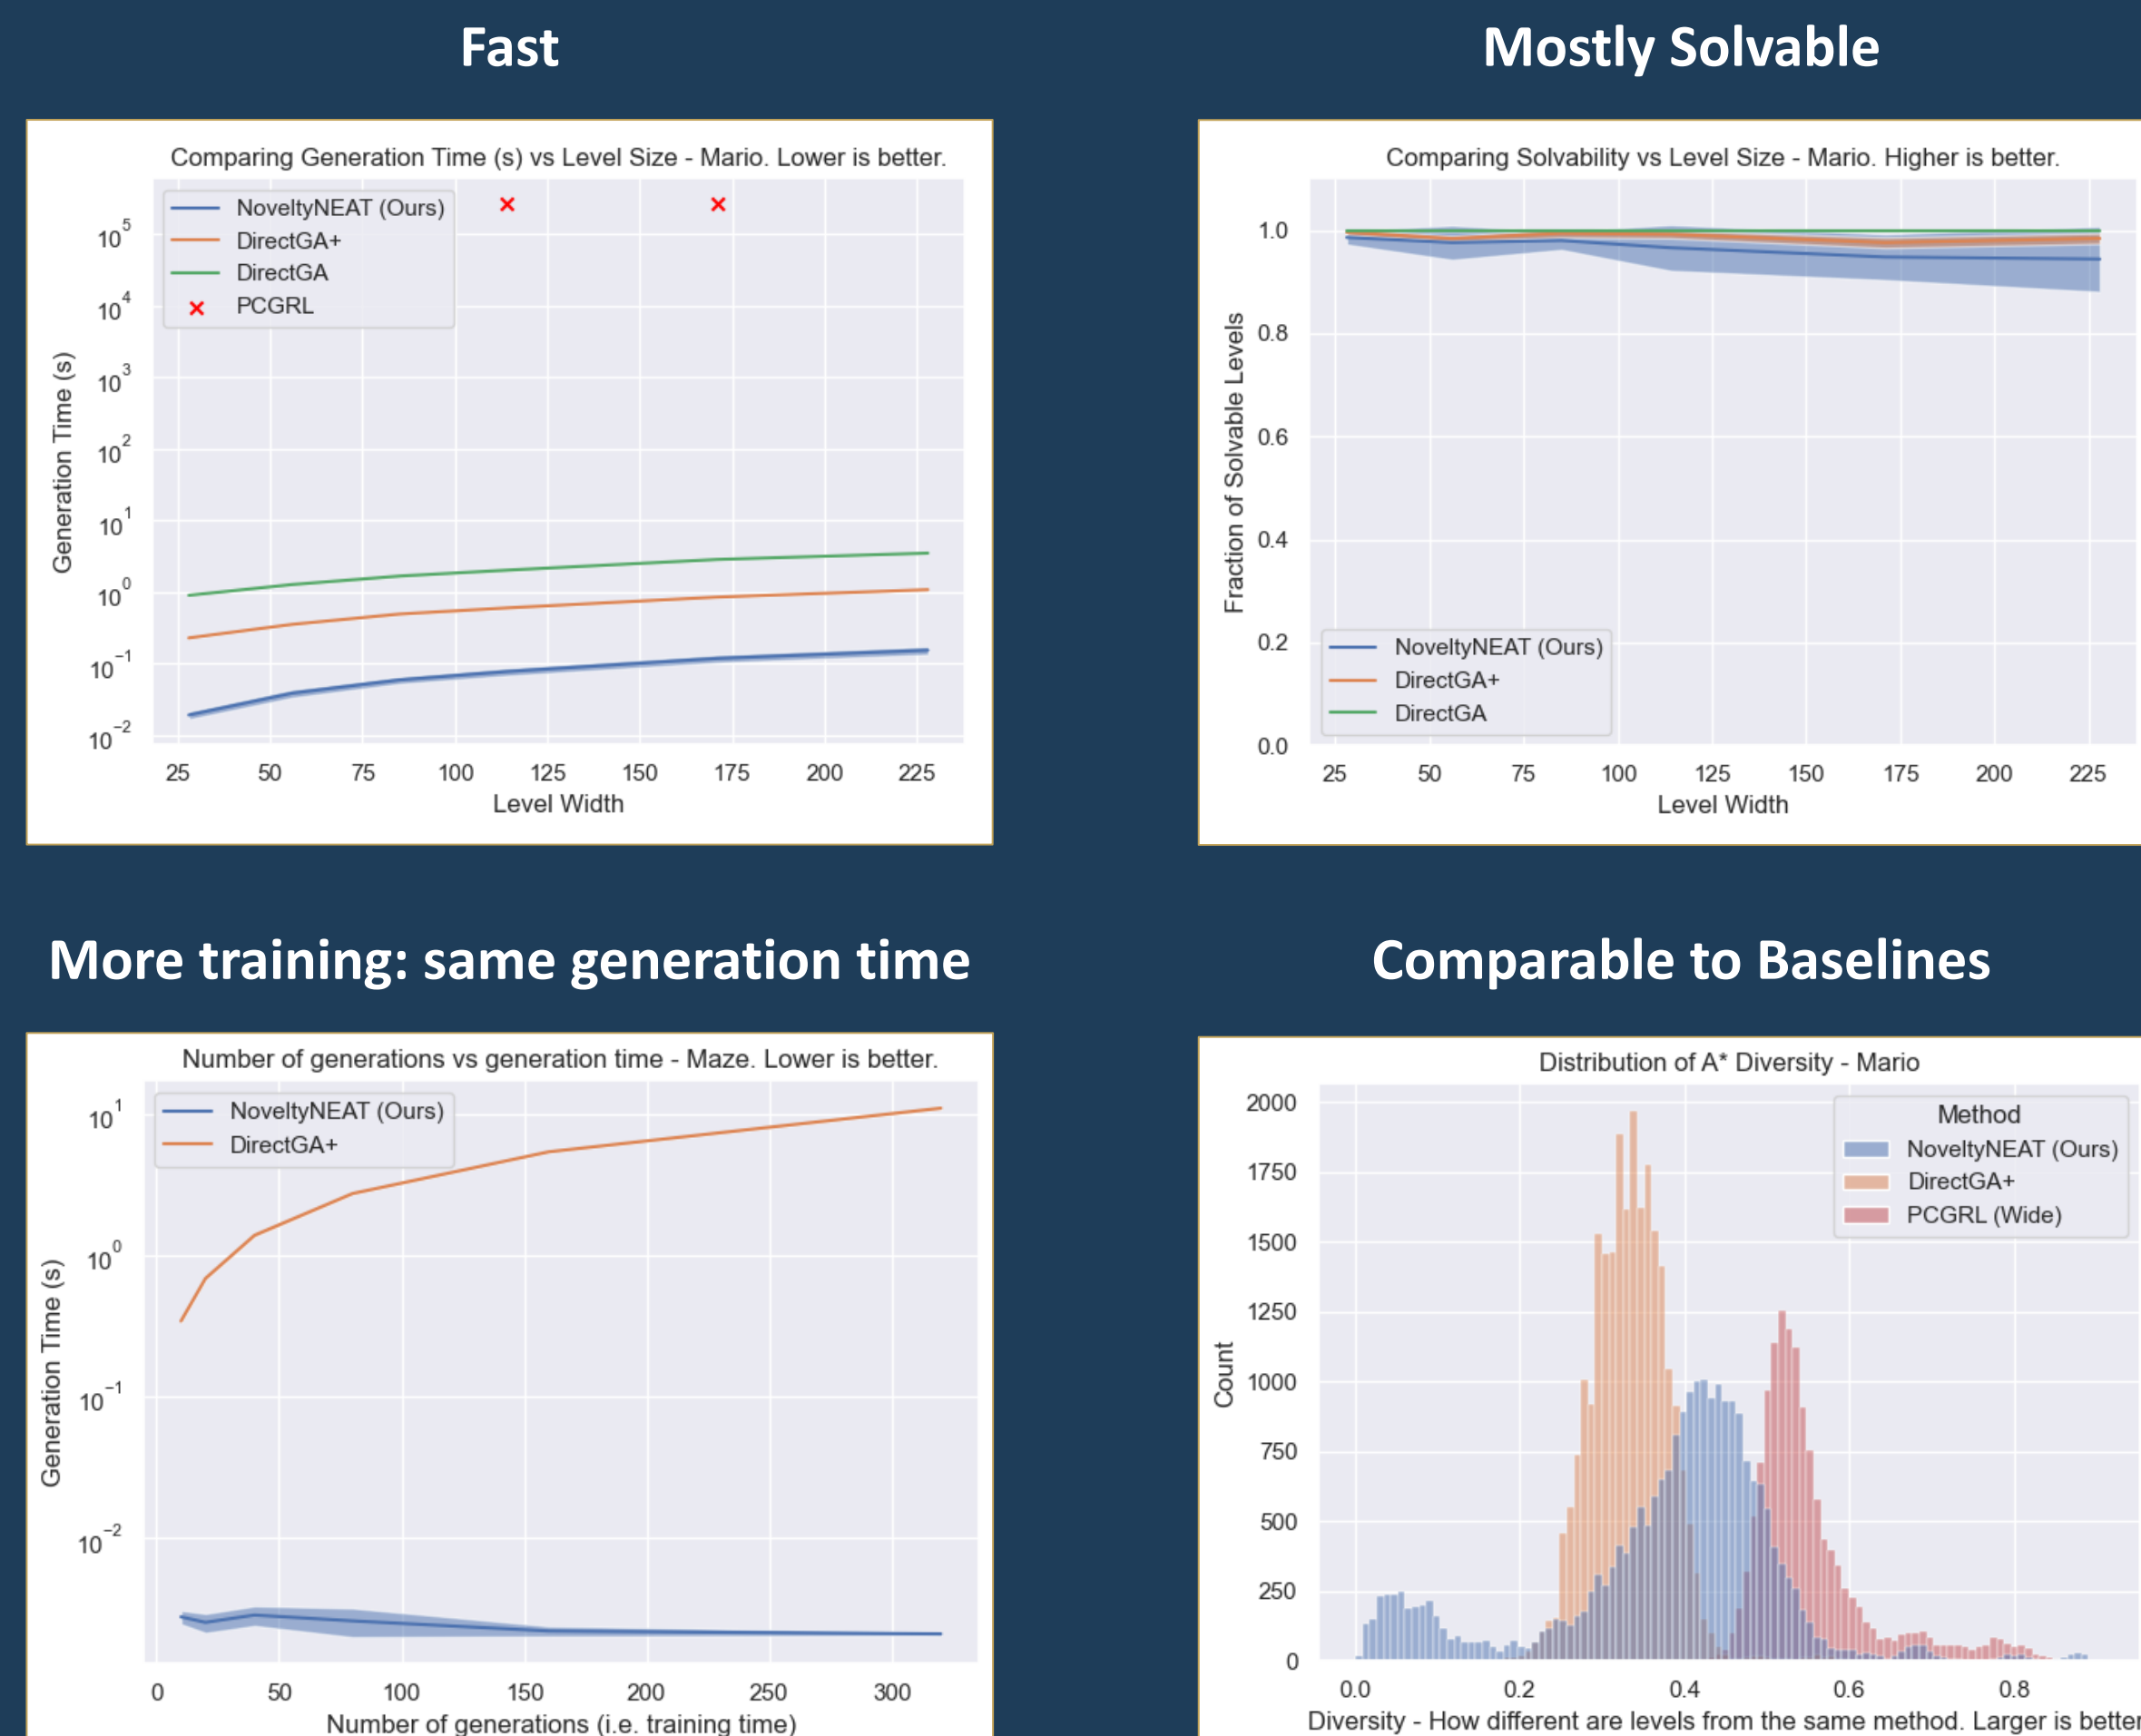 Fast
Mostly Solvable
Comparing Generation Time (s) vs Level Size - Mario. Lower is better.
NoveltyNEAT (Ours)
DirectGA+
DirectGA
PCGRL
10^5
10^4
10^3
10^2
10^1
10^0
10^−1
10^−2
Generation Time (s)
25 50 75 100 125 150 175 200 225
Level Width
Comparing Solvability vs Level Size - Mario. Higher is better.
1.0
0.8
0.6
0.4
0.2
0.0
Fraction of Solvable Levels
NoveltyNEAT (Ours)
DirectGA+
DirectGA
25 50 75 100 125 150 175 200 225
Level Width
More training: same generation time
Comparable to Baselines
Number of generations vs generation time - Maze. Lower is better.
NoveltyNEAT (Ours)
DirectGA+
10^1
10^0
10^−1
10^−2
Generation Time (s)
0 50 100 150 200 250 300
Number of generations (i.e. training time)
Distribution of A* Diversity - Mario
Method
NoveltyNEAT (Ours)
DirectGA+
PCGRL (Wide)
2000
1750
1500
1250
1000
750
500
250
0
Count
0.0 0.2 0.4 0.6 0.8
Diversity - How different are levels from the same method. Larger is better